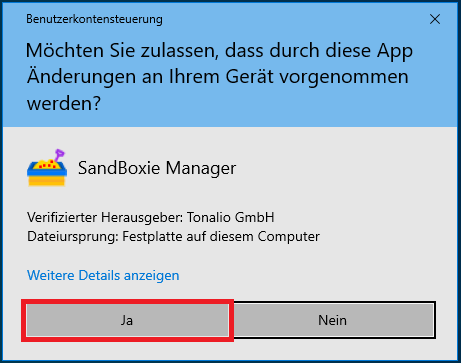 Benutzerkontensteuerung
Möchten Sie zulassen, dass durch diese App
Änderungen an Ihrem Gerät vorgenommen
werden?
SandBoxie Manager
Verifizierter Herausgeber: Tonalio GmbH
Dateiursprung: Festplatte auf diesem Computer
Weitere Details anzeigen
Ja
Nein